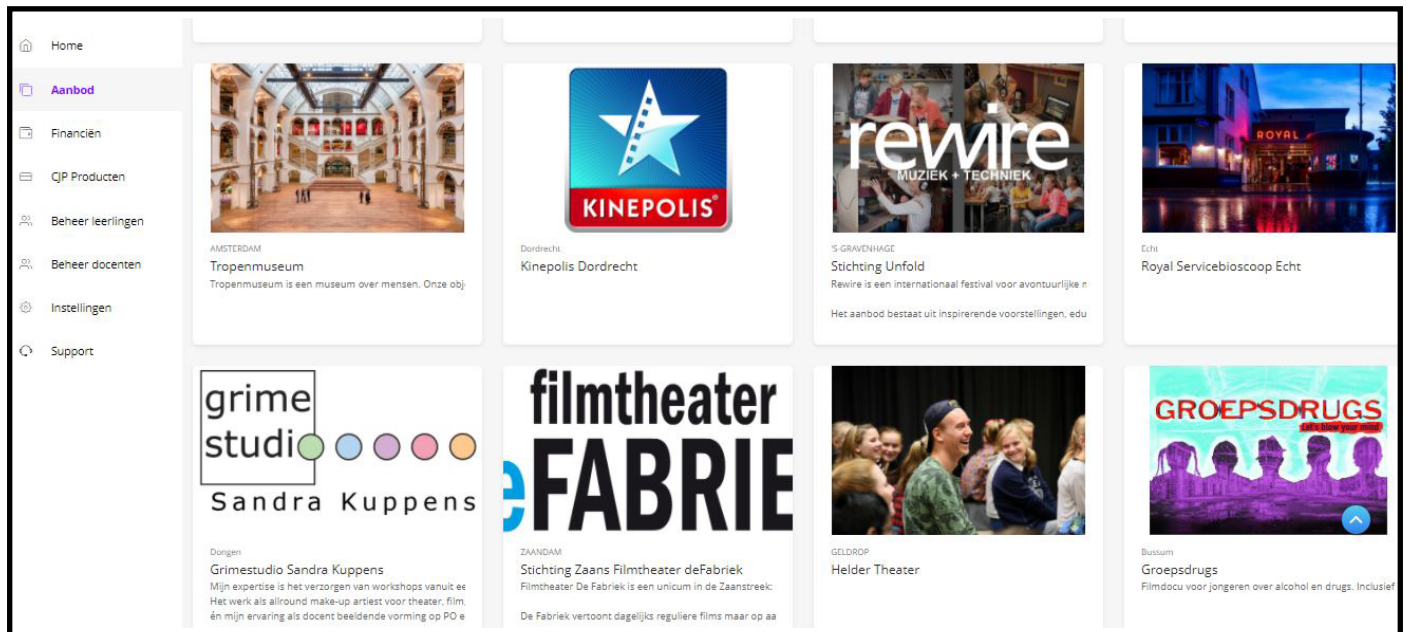 Home
Aanbod
Financiën
CJP Producten
Beheer leerlingen
Beheer docenten
Instellingen
Support
KINEPOLIS®
rewire
MUZIEK + TECHNIEK
ROYAL
AMSTERDAM
Tropenmuseum
Tropenmuseum is een museum over mensen. Onze obj
Dordrecht
Kinepolis Dordrecht
'S-GRAVENHAGE
Stichting Unfold
Rewire is een internationaal festival voor avontuurlijke m
Het aanbod bestaat uit inspirerende voorstellingen, edu
Echt
Royal Servicebioscoop Echt
grime
studio
Sandra Kuppens
filmtheater
eFABRIE
GROEPSDRUGS
Let's blow your mind
Dongen
Grimestudio Sandra Kuppens
Mijn expertise is het verzorgen van workshops vanuit ee
Het werk als allround make-up artiest voor theater, film,
én mijn ervaring als docent beeldende vorming op PO e
ZAANDAM
Stichting Zaans Filmtheater deFabriek
Filmtheater De Fabriek is een unicum in de Zaanstreek:
De Fabriek vertoont dagelijks reguliere films maar op aa
GELDROP
Helder Theater
Bussum
Groepsdrugs
Filmdocu voor jongeren over alcohol en drugs. Inclusief